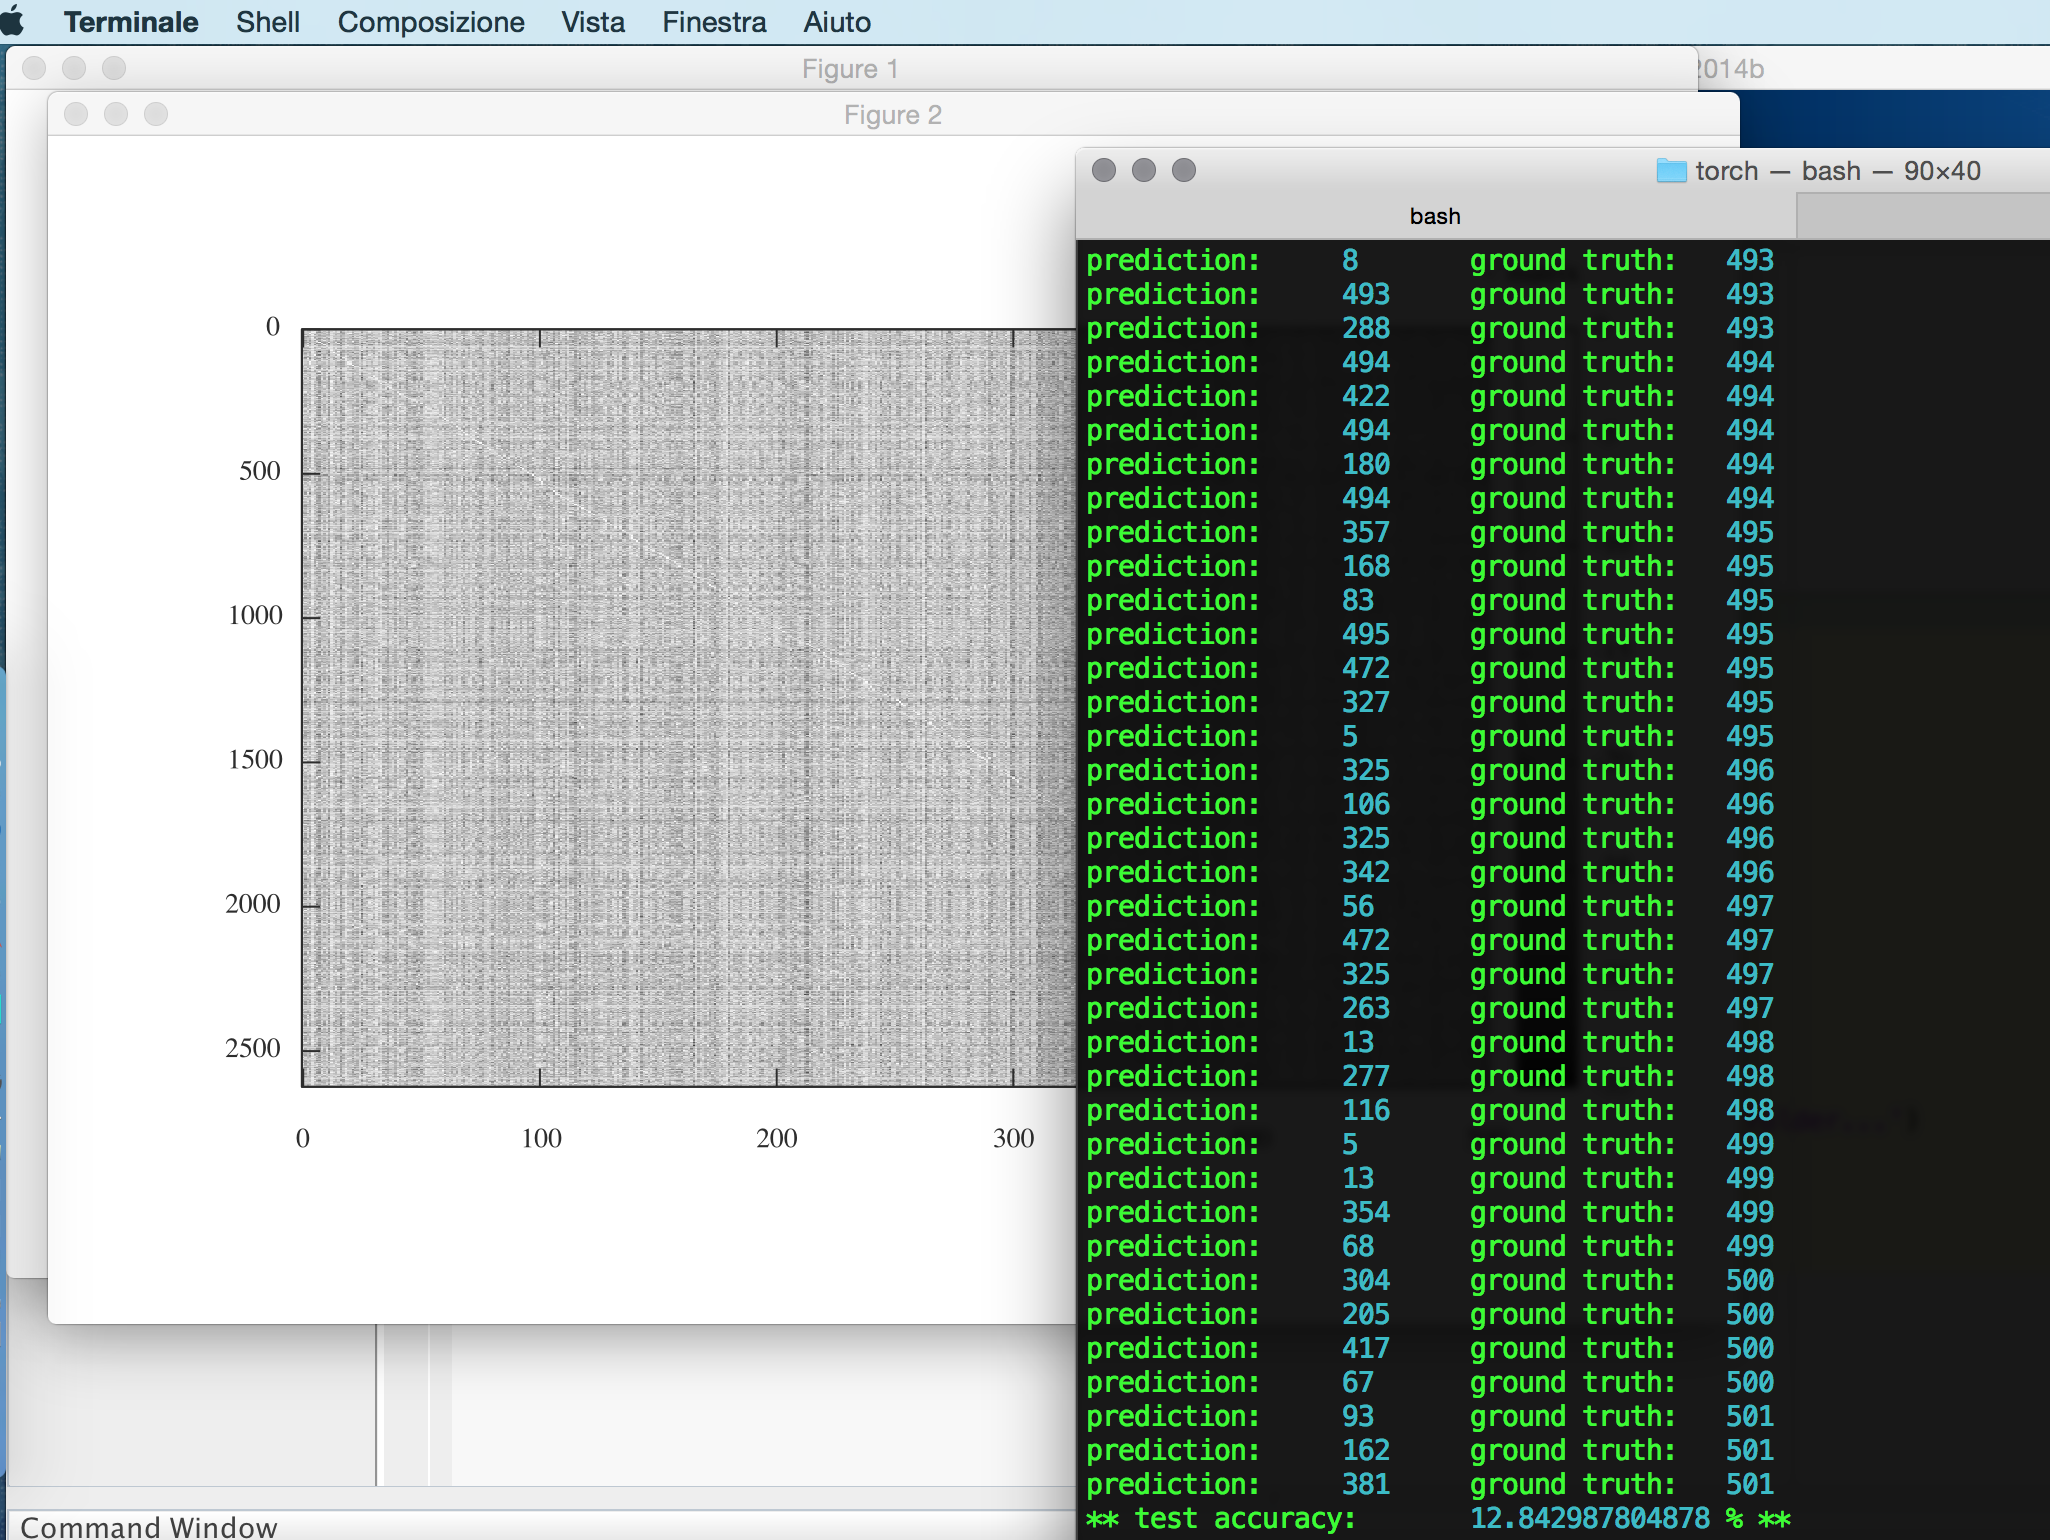 Terminale Shell Composizione Vista Finestra Aiuto
Figure 1
2014b
Figure 2
torch — bash — 90×40
bash
0
500
1000
1500
2000
2500
0 100 200 300
prediction: 8 ground truth: 493
prediction: 493 ground truth: 493
prediction: 288 ground truth: 493
prediction: 494 ground truth: 494
prediction: 422 ground truth: 494
prediction: 494 ground truth: 494
prediction: 180 ground truth: 494
prediction: 494 ground truth: 494
prediction: 357 ground truth: 495
prediction: 168 ground truth: 495
prediction: 83 ground truth: 495
prediction: 495 ground truth: 495
prediction: 472 ground truth: 495
prediction: 327 ground truth: 495
prediction: 5 ground truth: 495
prediction: 325 ground truth: 496
prediction: 106 ground truth: 496
prediction: 325 ground truth: 496
prediction: 342 ground truth: 496
prediction: 56 ground truth: 497
prediction: 472 ground truth: 497
prediction: 325 ground truth: 497
prediction: 263 ground truth: 497
prediction: 13 ground truth: 498
prediction: 277 ground truth: 498
prediction: 116 ground truth: 498
prediction: 5 ground truth: 499
prediction: 13 ground truth: 499
prediction: 354 ground truth: 499
prediction: 68 ground truth: 499
prediction: 304 ground truth: 500
prediction: 205 ground truth: 500
prediction: 417 ground truth: 500
prediction: 67 ground truth: 500
prediction: 93 ground truth: 501
prediction: 162 ground truth: 501
prediction: 381 ground truth: 501
** test accuracy: 12.842987804878 % **
Command Window